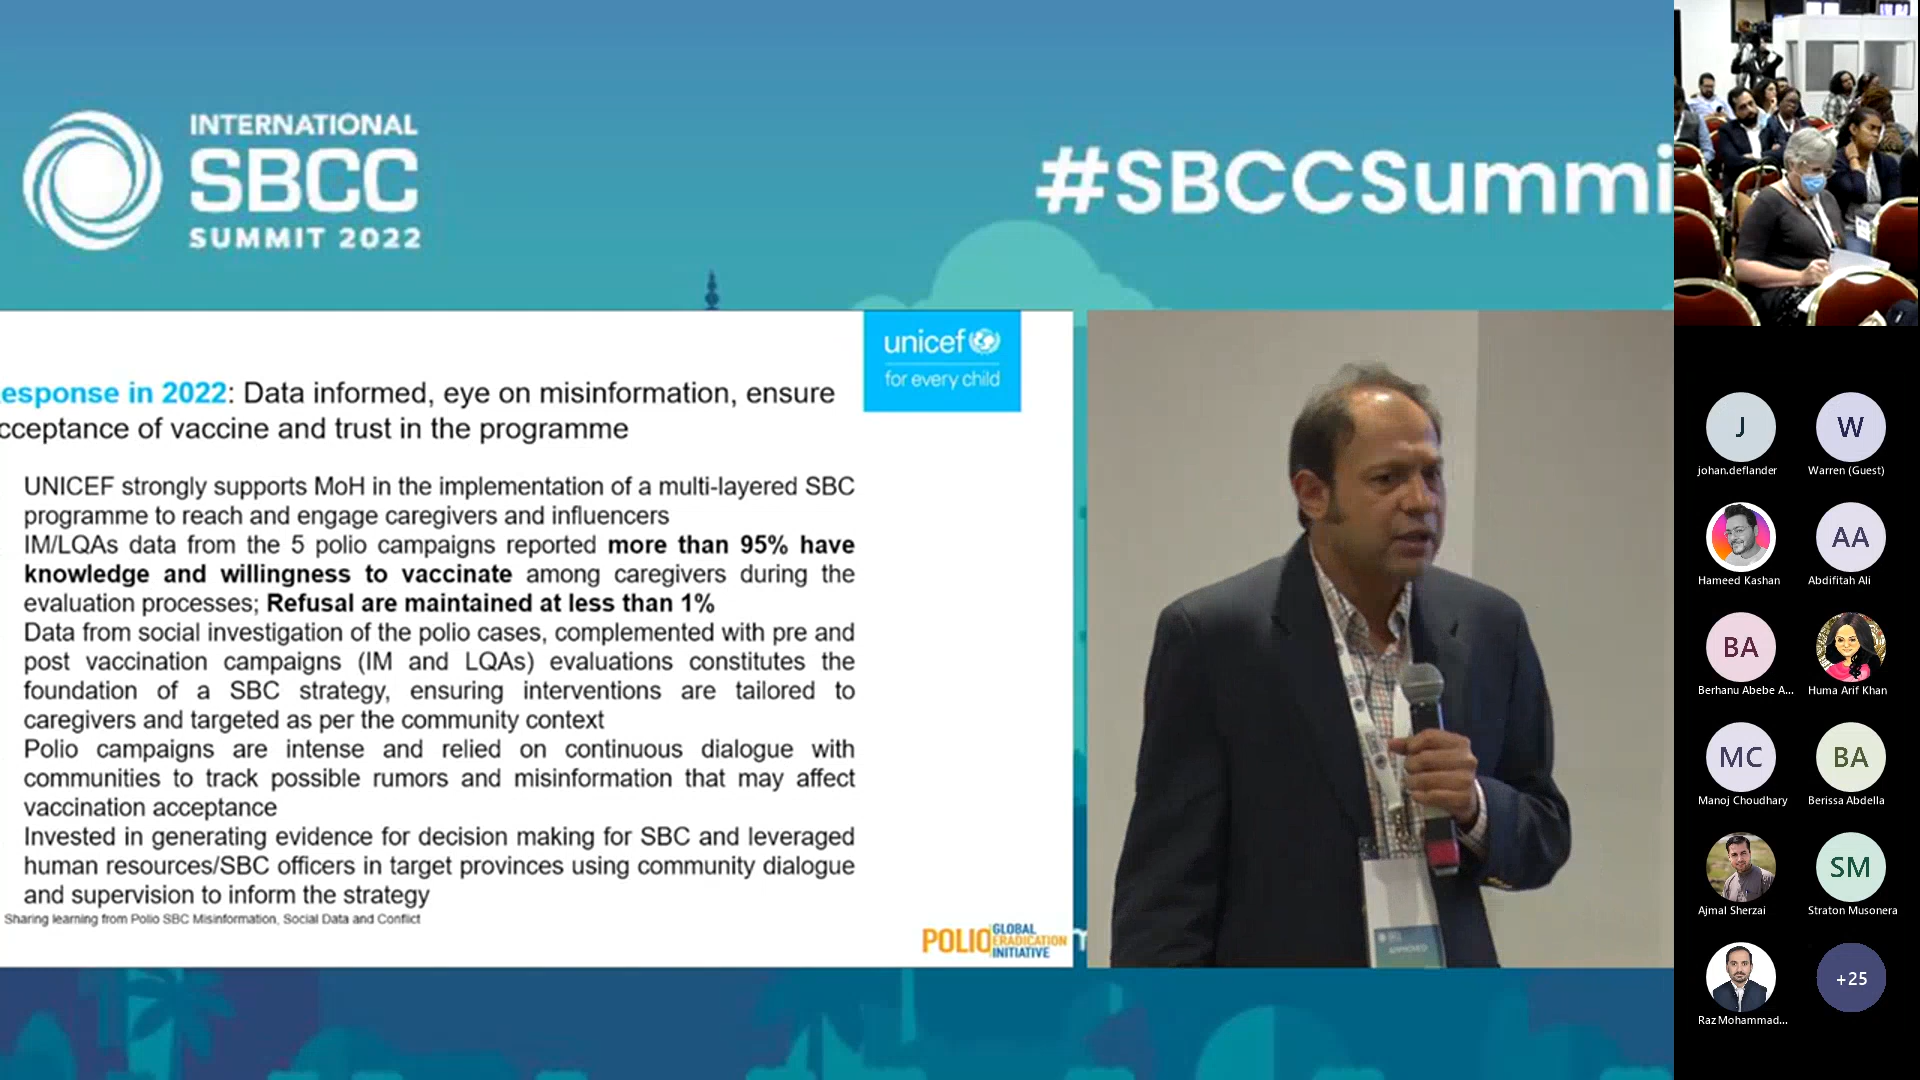 INTERNATIONAL
SBCC
SUMMIT 2022
#SBCCSummi
unicef
for every child
esponse in 2022: Data informed, eye on misinformation, ensure
cceptance of vaccine and trust in the programme
UNICEF strongly supports MoH in the implementation of a multi-layered SBC
programme to reach and engage caregivers and influencers
IM/LQAs data from the 5 polio campaigns reported more than 95% have
knowledge and willingness to vaccinate among caregivers during the
evaluation processes; Refusal are maintained at less than 1%
Data from social investigation of the polio cases, complemented with pre and
post vaccination campaigns (IM and LQAs) evaluations constitutes the
foundation of a SBC strategy, ensuring interventions are tailored to
caregivers and targeted as per the community context
Polio campaigns are intense and relied on continuous dialogue with
communities to track possible rumors and misinformation that may affect
vaccination acceptance
Invested in generating evidence for decision making for SBC and leveraged
human resources/SBC officers in target provinces using community dialogue
and supervision to inform the strategy
Sharing learning from Polio SBC Misinformation, Social Data and Conflict
POLIO GLOBAL
ERADICATION
INITIATIVE
J
johan.deflander
W
Warren (Guest)
Hameed Kashan
AA
Abdifitah Ali
BA
Berhanu Abebe A...
Huma Arif Khan
MC
Manoj Choudhary
BA
Berissa Abdella
Ajmal Sherzai
SM
Straton Musonera
Raz Mohammad...
+25